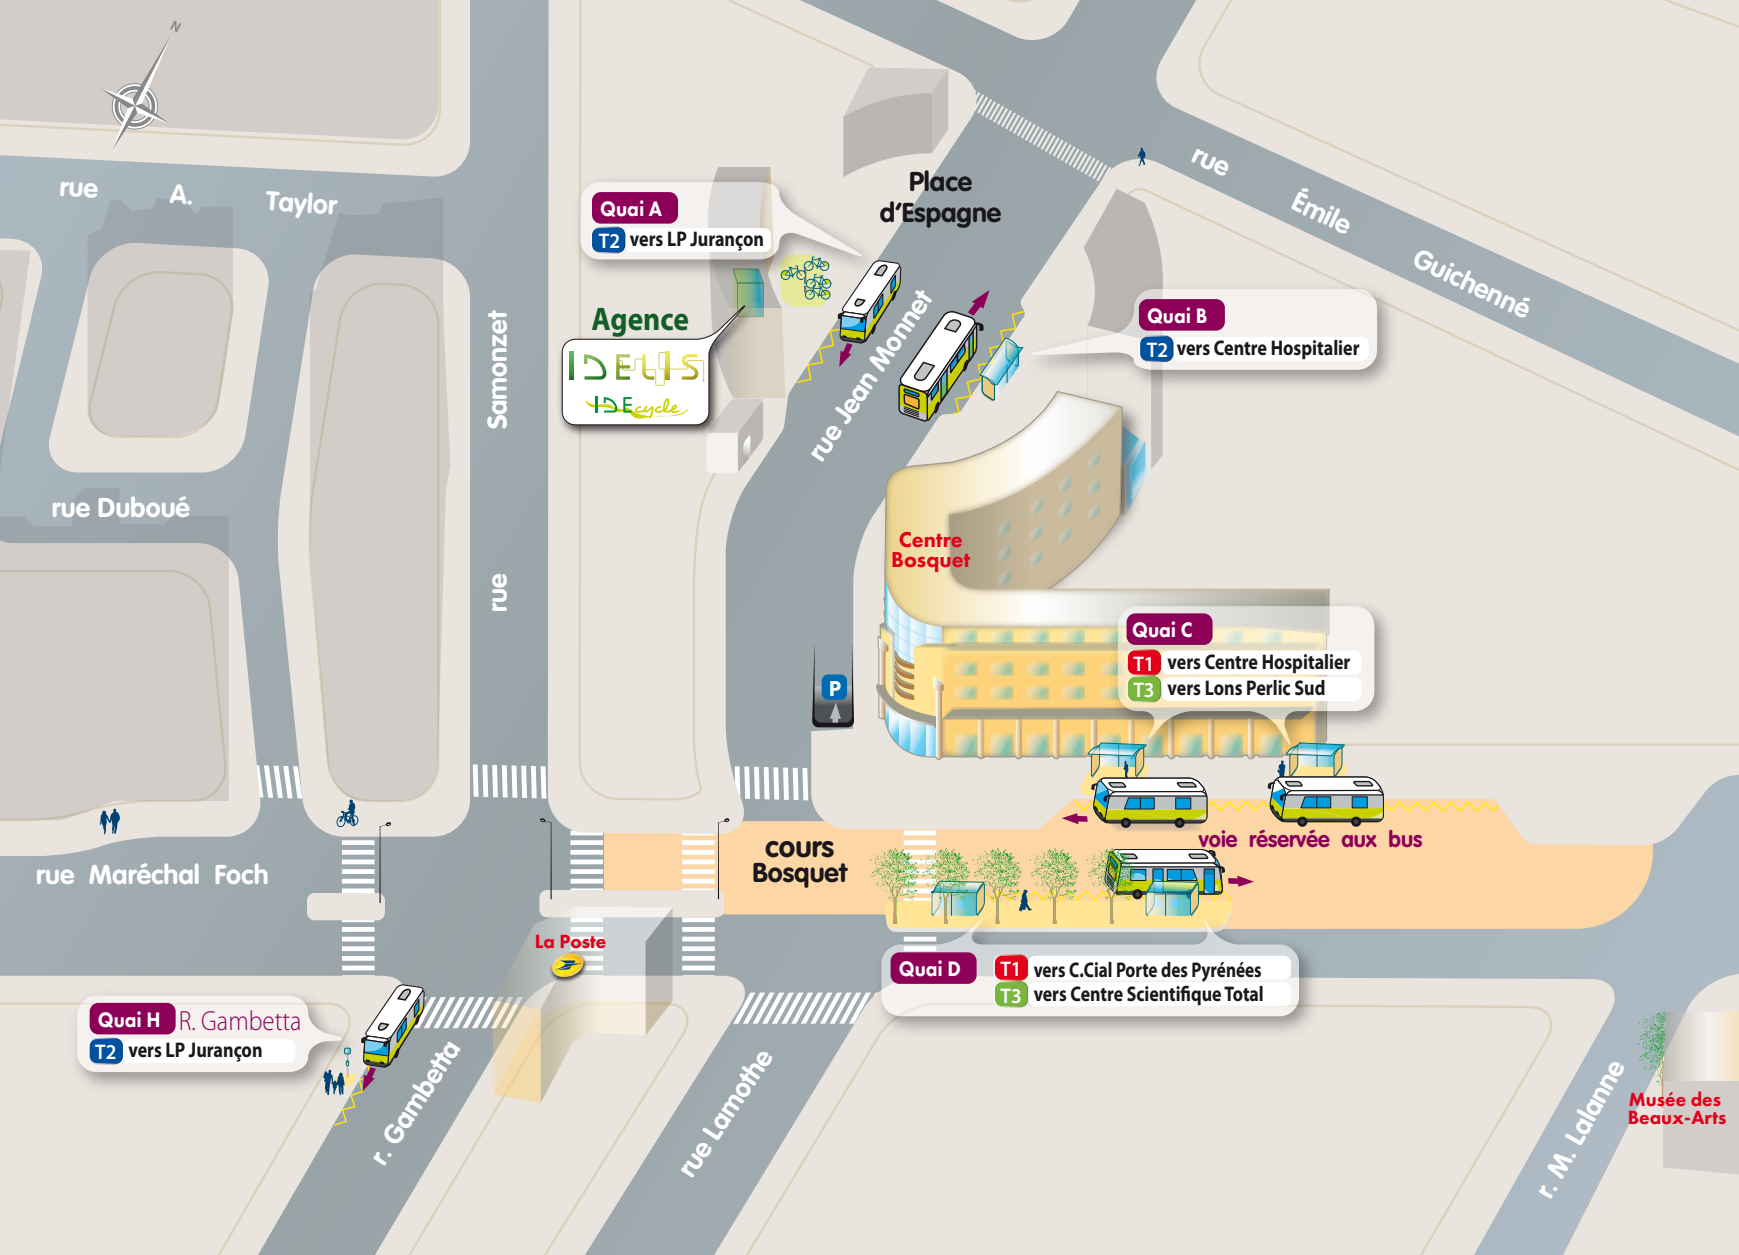 N
rue A. Taylor
Place
d'Espagne
rue Émile Guichenné
Quai A
T2 vers LP Jurançon
Agence
IDELIS
IDEcycle
rue Jean Monnet
Quai B
T2 vers Centre Hospitalier
rue Samonzet
rue Duboué
Centre
Bosquet
Quai C
T1 vers Centre Hospitalier
T3 vers Lons Perlic Sud
P
voie réservée aux bus
cours
Bosquet
rue Maréchal Foch
La Poste
Quai D
T1 vers C.Cial Porte des Pyrénées
T3 vers Centre Scientifique Total
Quai H R. Gambetta
T2 vers LP Jurançon
r. Gambetta
rue Lamothe
r. M. Lalanne
Musée des
Beaux-Arts